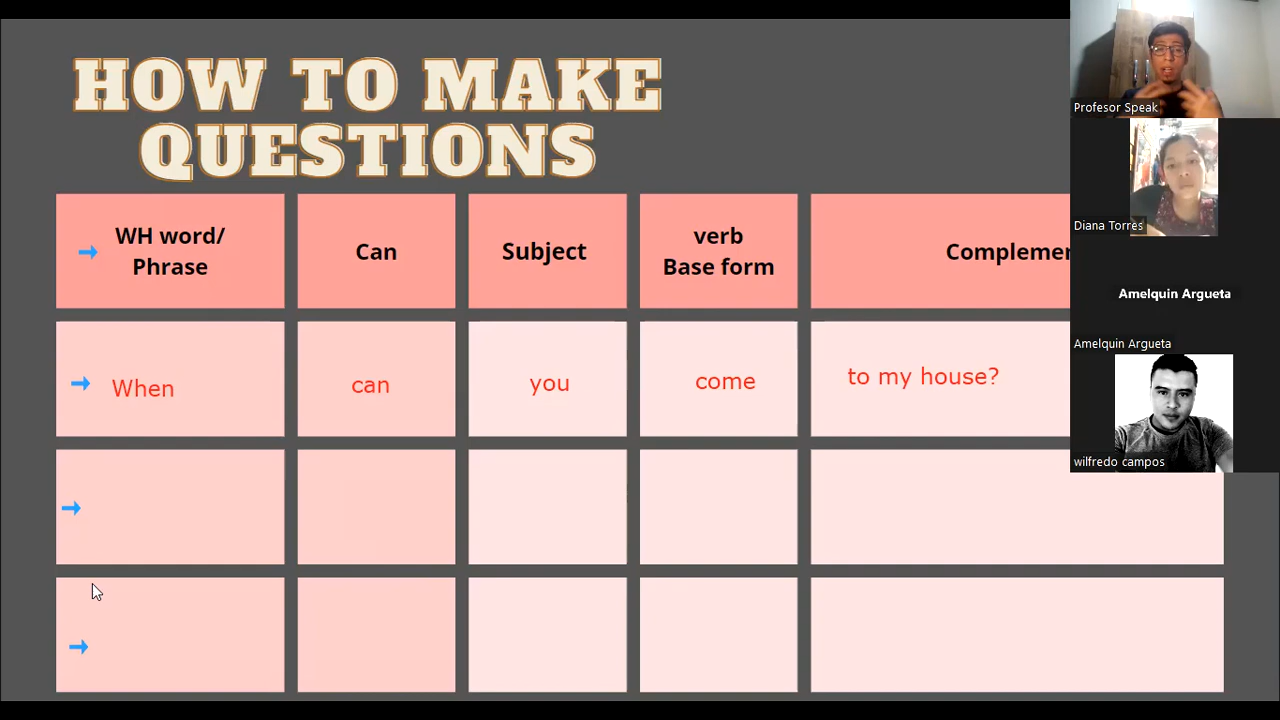 HOW TO MAKE
QUESTIONS
WH word/
Phrase
Can
Subject
verb
Base form
Complemen
When
can
you
come
to my house?
Profesor Speak
Diana Torres
Amelquin Argueta
Amelquin Argueta
wilfredo campos